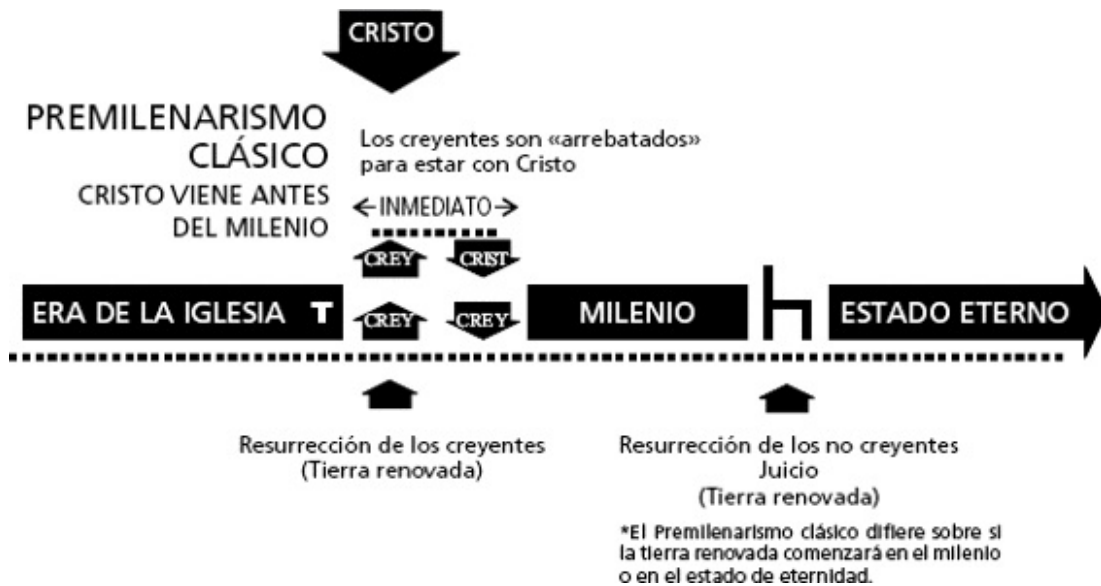 CRISTO
PREMILENARISMO
CLÁSICO
CRISTO VIENE ANTES
DEL MILENIO
Los creyentes son «arrebatados»
para estar con Cristo
INMEDIATO
CREY
CRIST
ERA DE LA IGLESIA T
CREY
CREY
MILENIO
ESTADO ETERNO
Resurrección de los creyentes
(Tierra renovada)
Resurrección de los no creyentes
Juicio
(Tierra renovada)
*El Premilenarismo clásico difiere sobre si
la tierra renovada comenzará en el milenio
o en el estado de eternidad.